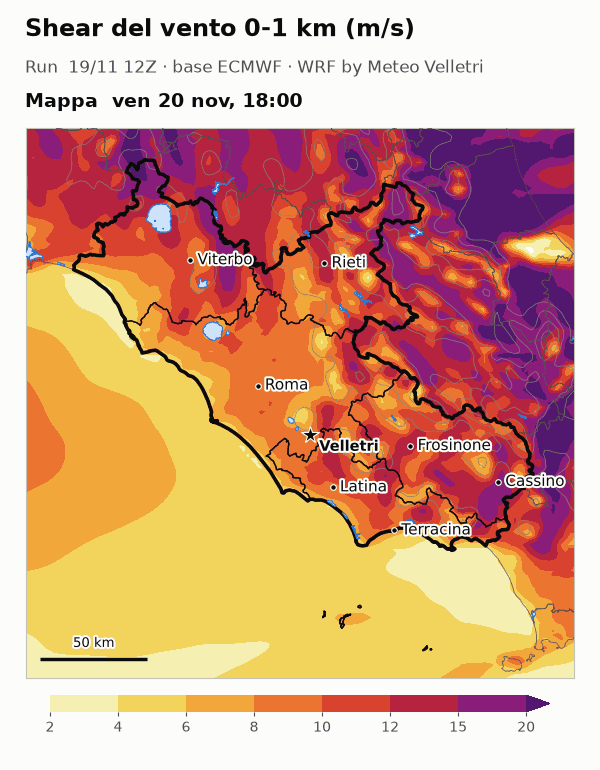 Shear del vento 0-1 km (m/s)
Run  19/11 12Z · base ECMWF · WRF by Meteo Velletri
Mappa  ven 20 nov, 18:00
Viterbo
Rieti
Roma
Velletri
Frosinone
Latina
Cassino
Terracina
50 km
2 4 6 8 10 12 15 20